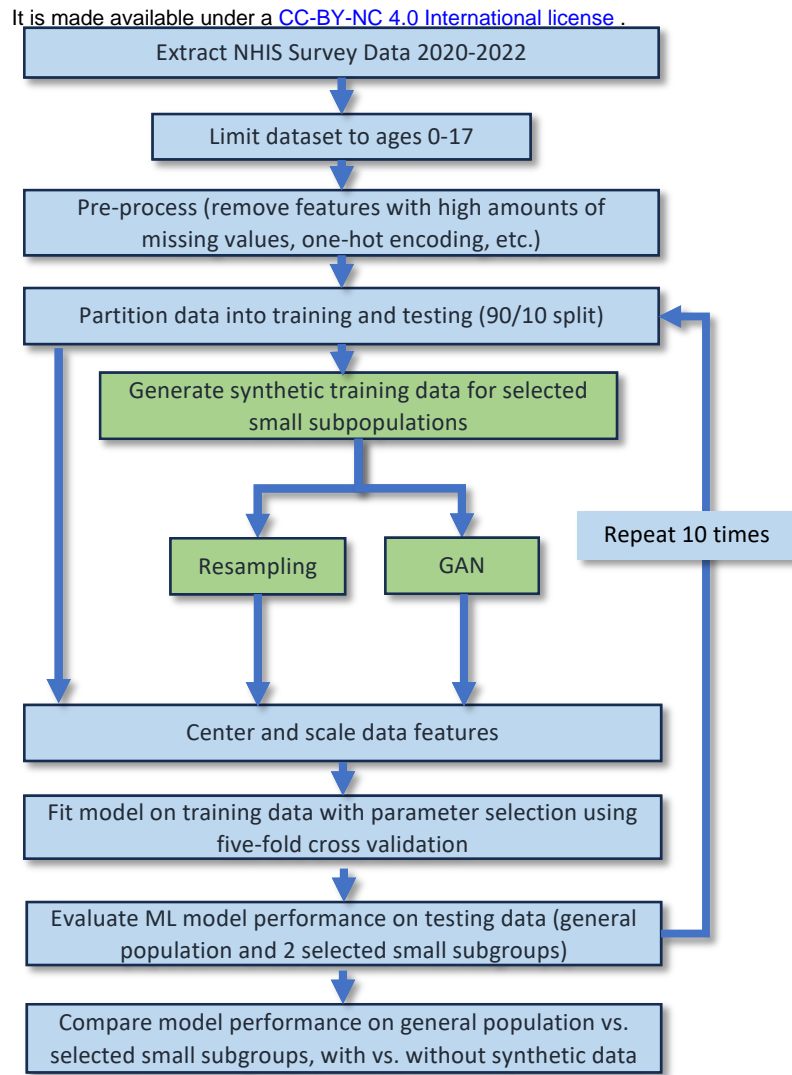 It is made available under a CC-BY-NC 4.0 International license .
Extract NHIS Survey Data 2020-2022
Limit dataset to ages 0-17
Pre-process (remove features with high amounts of
missing values, one-hot encoding, etc.)
Partition data into training and testing (90/10 split)
Generate synthetic training data for selected
small subpopulations
Repeat 10 times
Resampling
GAN
Center and scale data features
Fit model on training data with parameter selection using
five-fold cross validation
Evaluate ML model performance on testing data (general
population and 2 selected small subgroups)
Compare model performance on general population vs.
selected small subgroups, with vs. without synthetic data